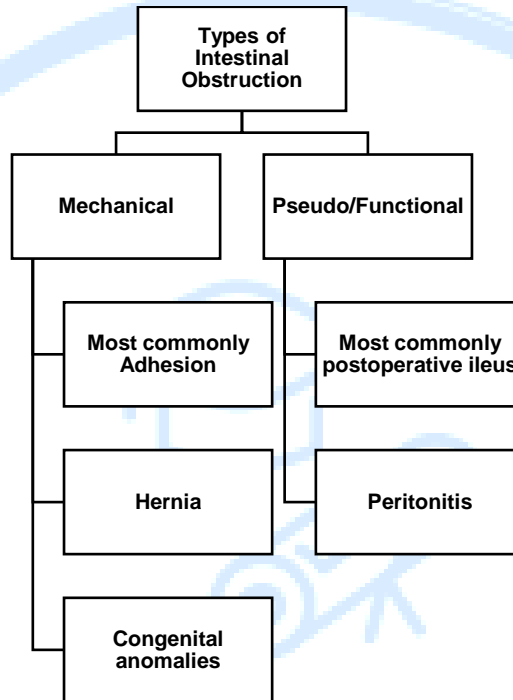 Types of
Intestinal
Obstruction
Mechanical
Pseudo/Functional
Most commonly
Adhesion
Most commonly
postoperative ileus
Hernia
Peritonitis
Congenital
anomalies